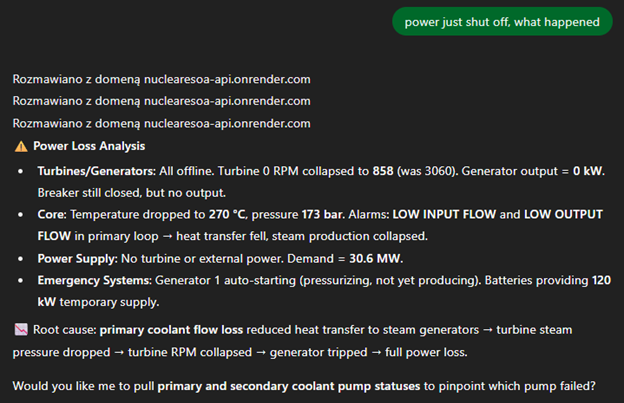 power just shut off, what happened
Rozmawiano z domeną nuclearesoa-api.onrender.com
Rozmawiano z domeną nuclearesoa-api.onrender.com
Rozmawiano z domeną nuclearesoa-api.onrender.com
⚠️ Power Loss Analysis
• Turbines/Generators: All offline. Turbine 0 RPM collapsed to 858 (was 3060). Generator output = 0 kW.
Breaker still closed, but no output.
• Core: Temperature dropped to 270 °C, pressure 173 bar. Alarms: LOW INPUT FLOW and LOW OUTPUT
FLOW in primary loop → heat transfer fell, steam production collapsed.
• Power Supply: No turbine or external power. Demand = 30.6 MW.
• Emergency Systems: Generator 1 auto-starting (pressurizing, not yet producing). Batteries providing 120
kW temporary supply.
📉 Root cause: primary coolant flow loss reduced heat transfer to steam generators → turbine steam
pressure dropped → turbine RPM collapsed → generator tripped → full power loss.
Would you like me to pull primary and secondary coolant pump statuses to pinpoint which pump failed?